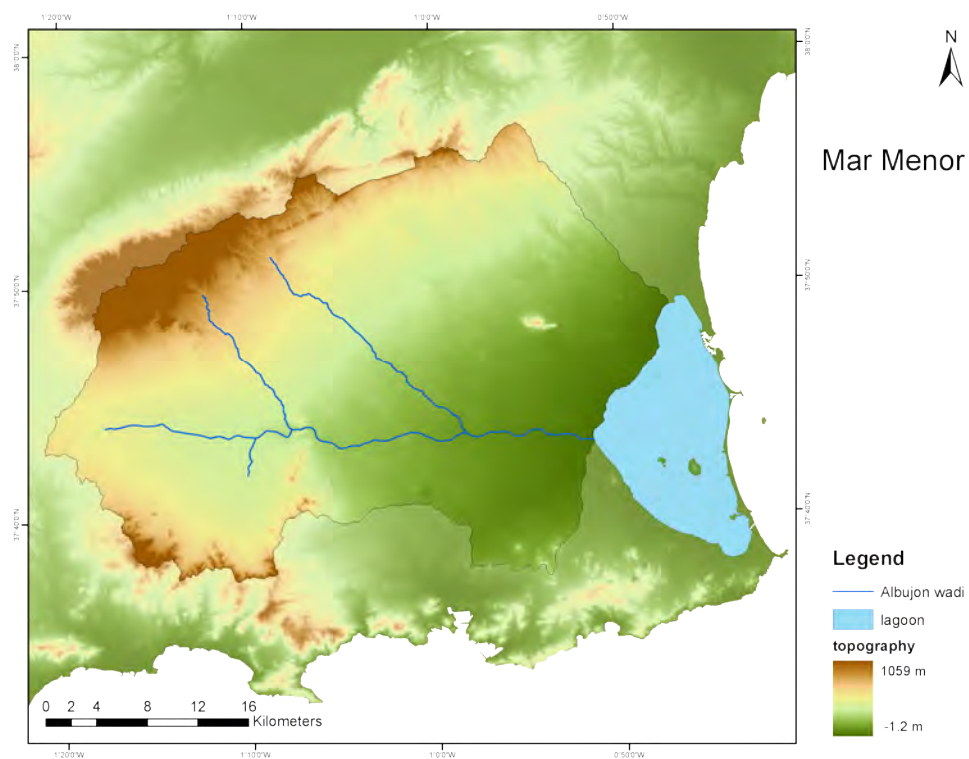 1°20'0"W 1°10'0"W 1°0'0"W 0°50'0"W
N
38°0'0"N 38°0'0"N
Mar Menor
37°50'0"N 37°50'0"N
37°40'0"N 37°40'0"N
Legend
Albujon wadi
lagoon
topography
1059 m
-1.2 m
0 2 4 8 12 16
Kilometers
1°20'0"W 1°10'0"W 1°0'0"W 0°50'0"W